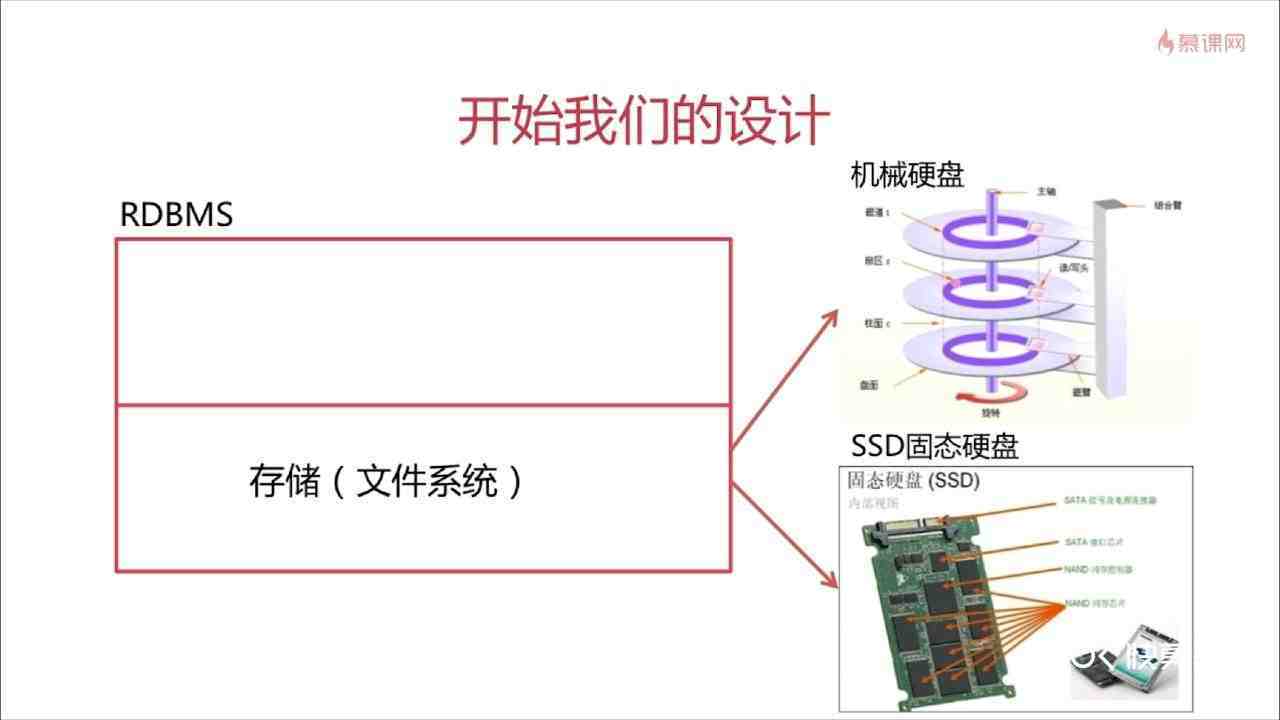 慕课网
开始我们的设计
RDBMS
存储（文件系统）
机械硬盘
主轴
磁道 t
组合臂
扇区 s
读/写头
柱面 c
盘面
磁臂
旋转
SSD固态硬盘
固态硬盘 (SSD)
内部视图
SATA 信号及电源连接器
SATA 接口芯片
NAND 闪存控制器
NAND 闪存芯片